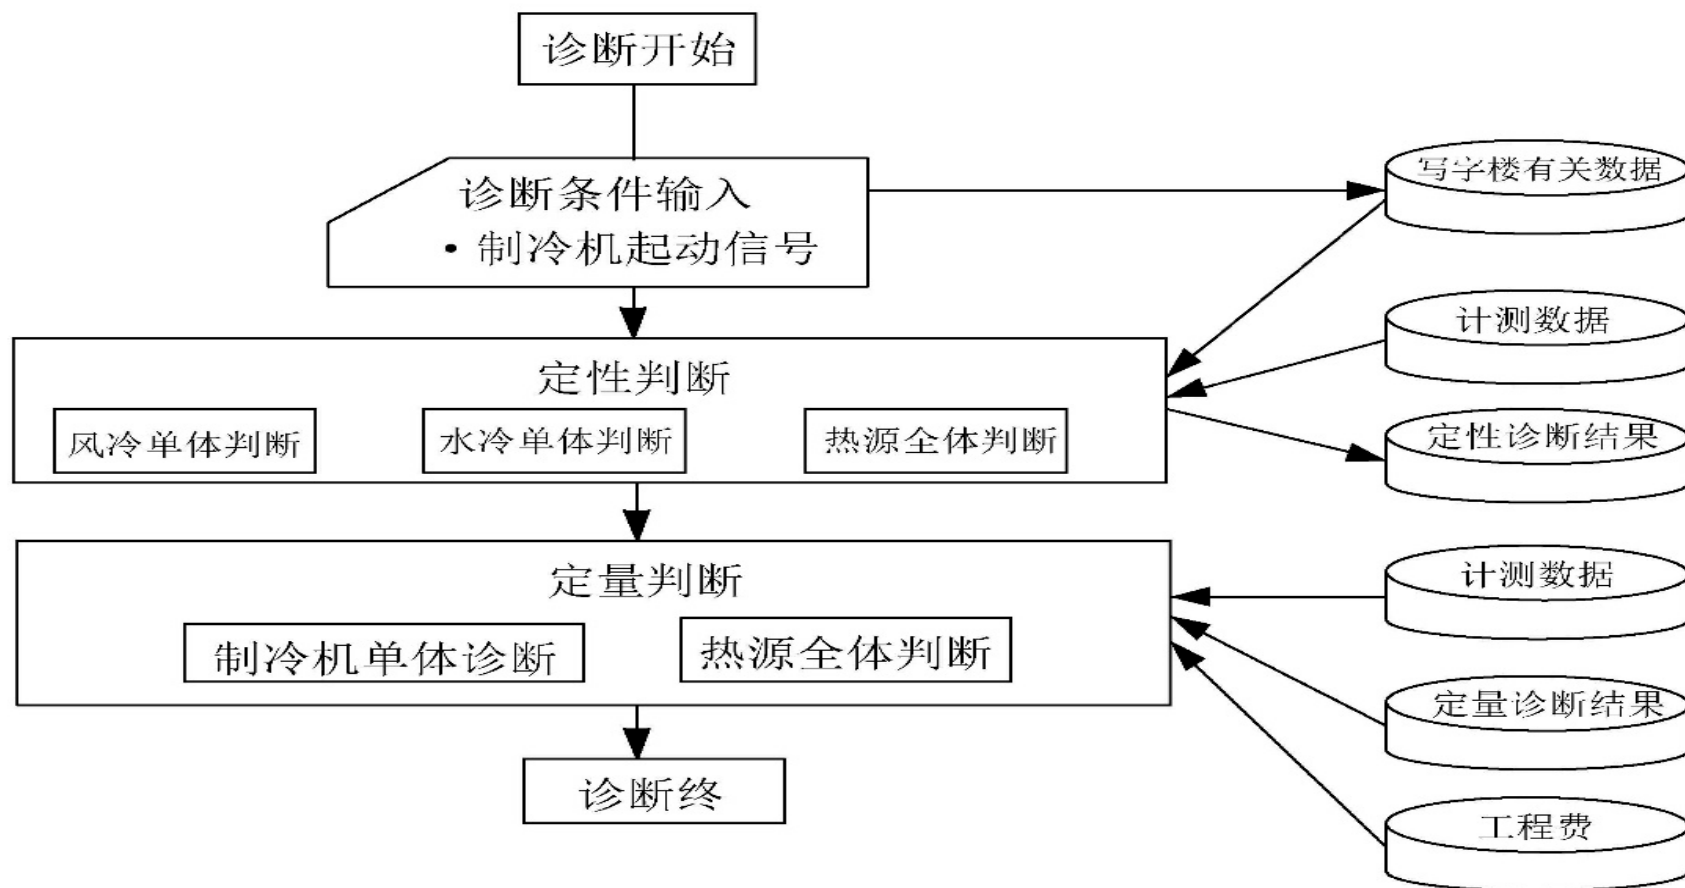 诊断开始
诊断条件输入
・制冷机起动信号
写字楼有关数据
计测数据
定性判断
风冷单体判断
水冷单体判断
热源全体判断
定性诊断结果
定量判断
制冷机单体诊断
热源全体判断
计测数据
定量诊断结果
诊断终
工程费